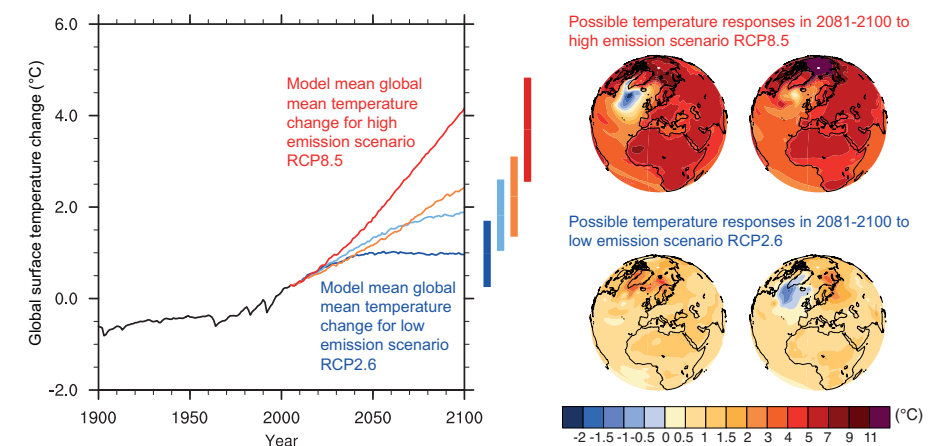 6.0
4.0
2.0
0.0
-2.0
Global surface temperature change (°C)
1900
1950
2000
2050
2100
Year
Model mean global
mean temperature
change for high
emission scenario
RCP8.5
Model mean global
mean temperature
change for low
emission scenario
RCP2.6
Possible temperature responses in 2081-2100 to
high emission scenario RCP8.5
Possible temperature responses in 2081-2100 to
low emission scenario RCP2.6
(°C)
-2 -1.5 -1 -0.5 0 0.5 1 1.5 2 3 4 5 7 9 11